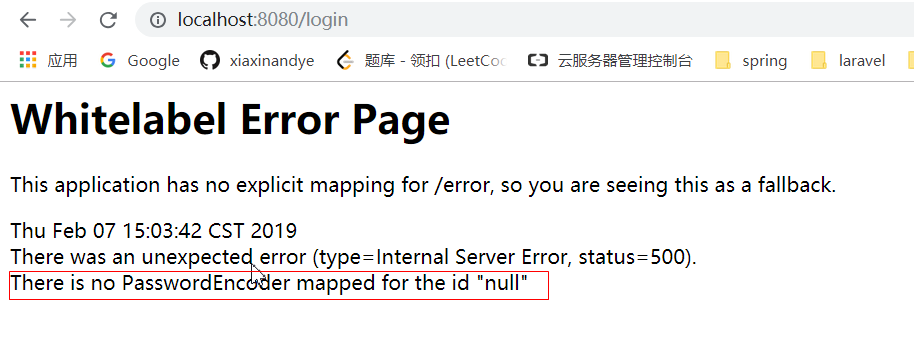 localhost:8080/login
应用 Google xiaxinandye 题库 - 领扣 (LeetCoc 云服务器管理控制台 spring laravel
Whitelabel Error Page
This application has no explicit mapping for /error, so you are seeing this as a fallback.
Thu Feb 07 15:03:42 CST 2019
There was an unexpected error (type=Internal Server Error, status=500).
There is no PasswordEncoder mapped for the id "null"